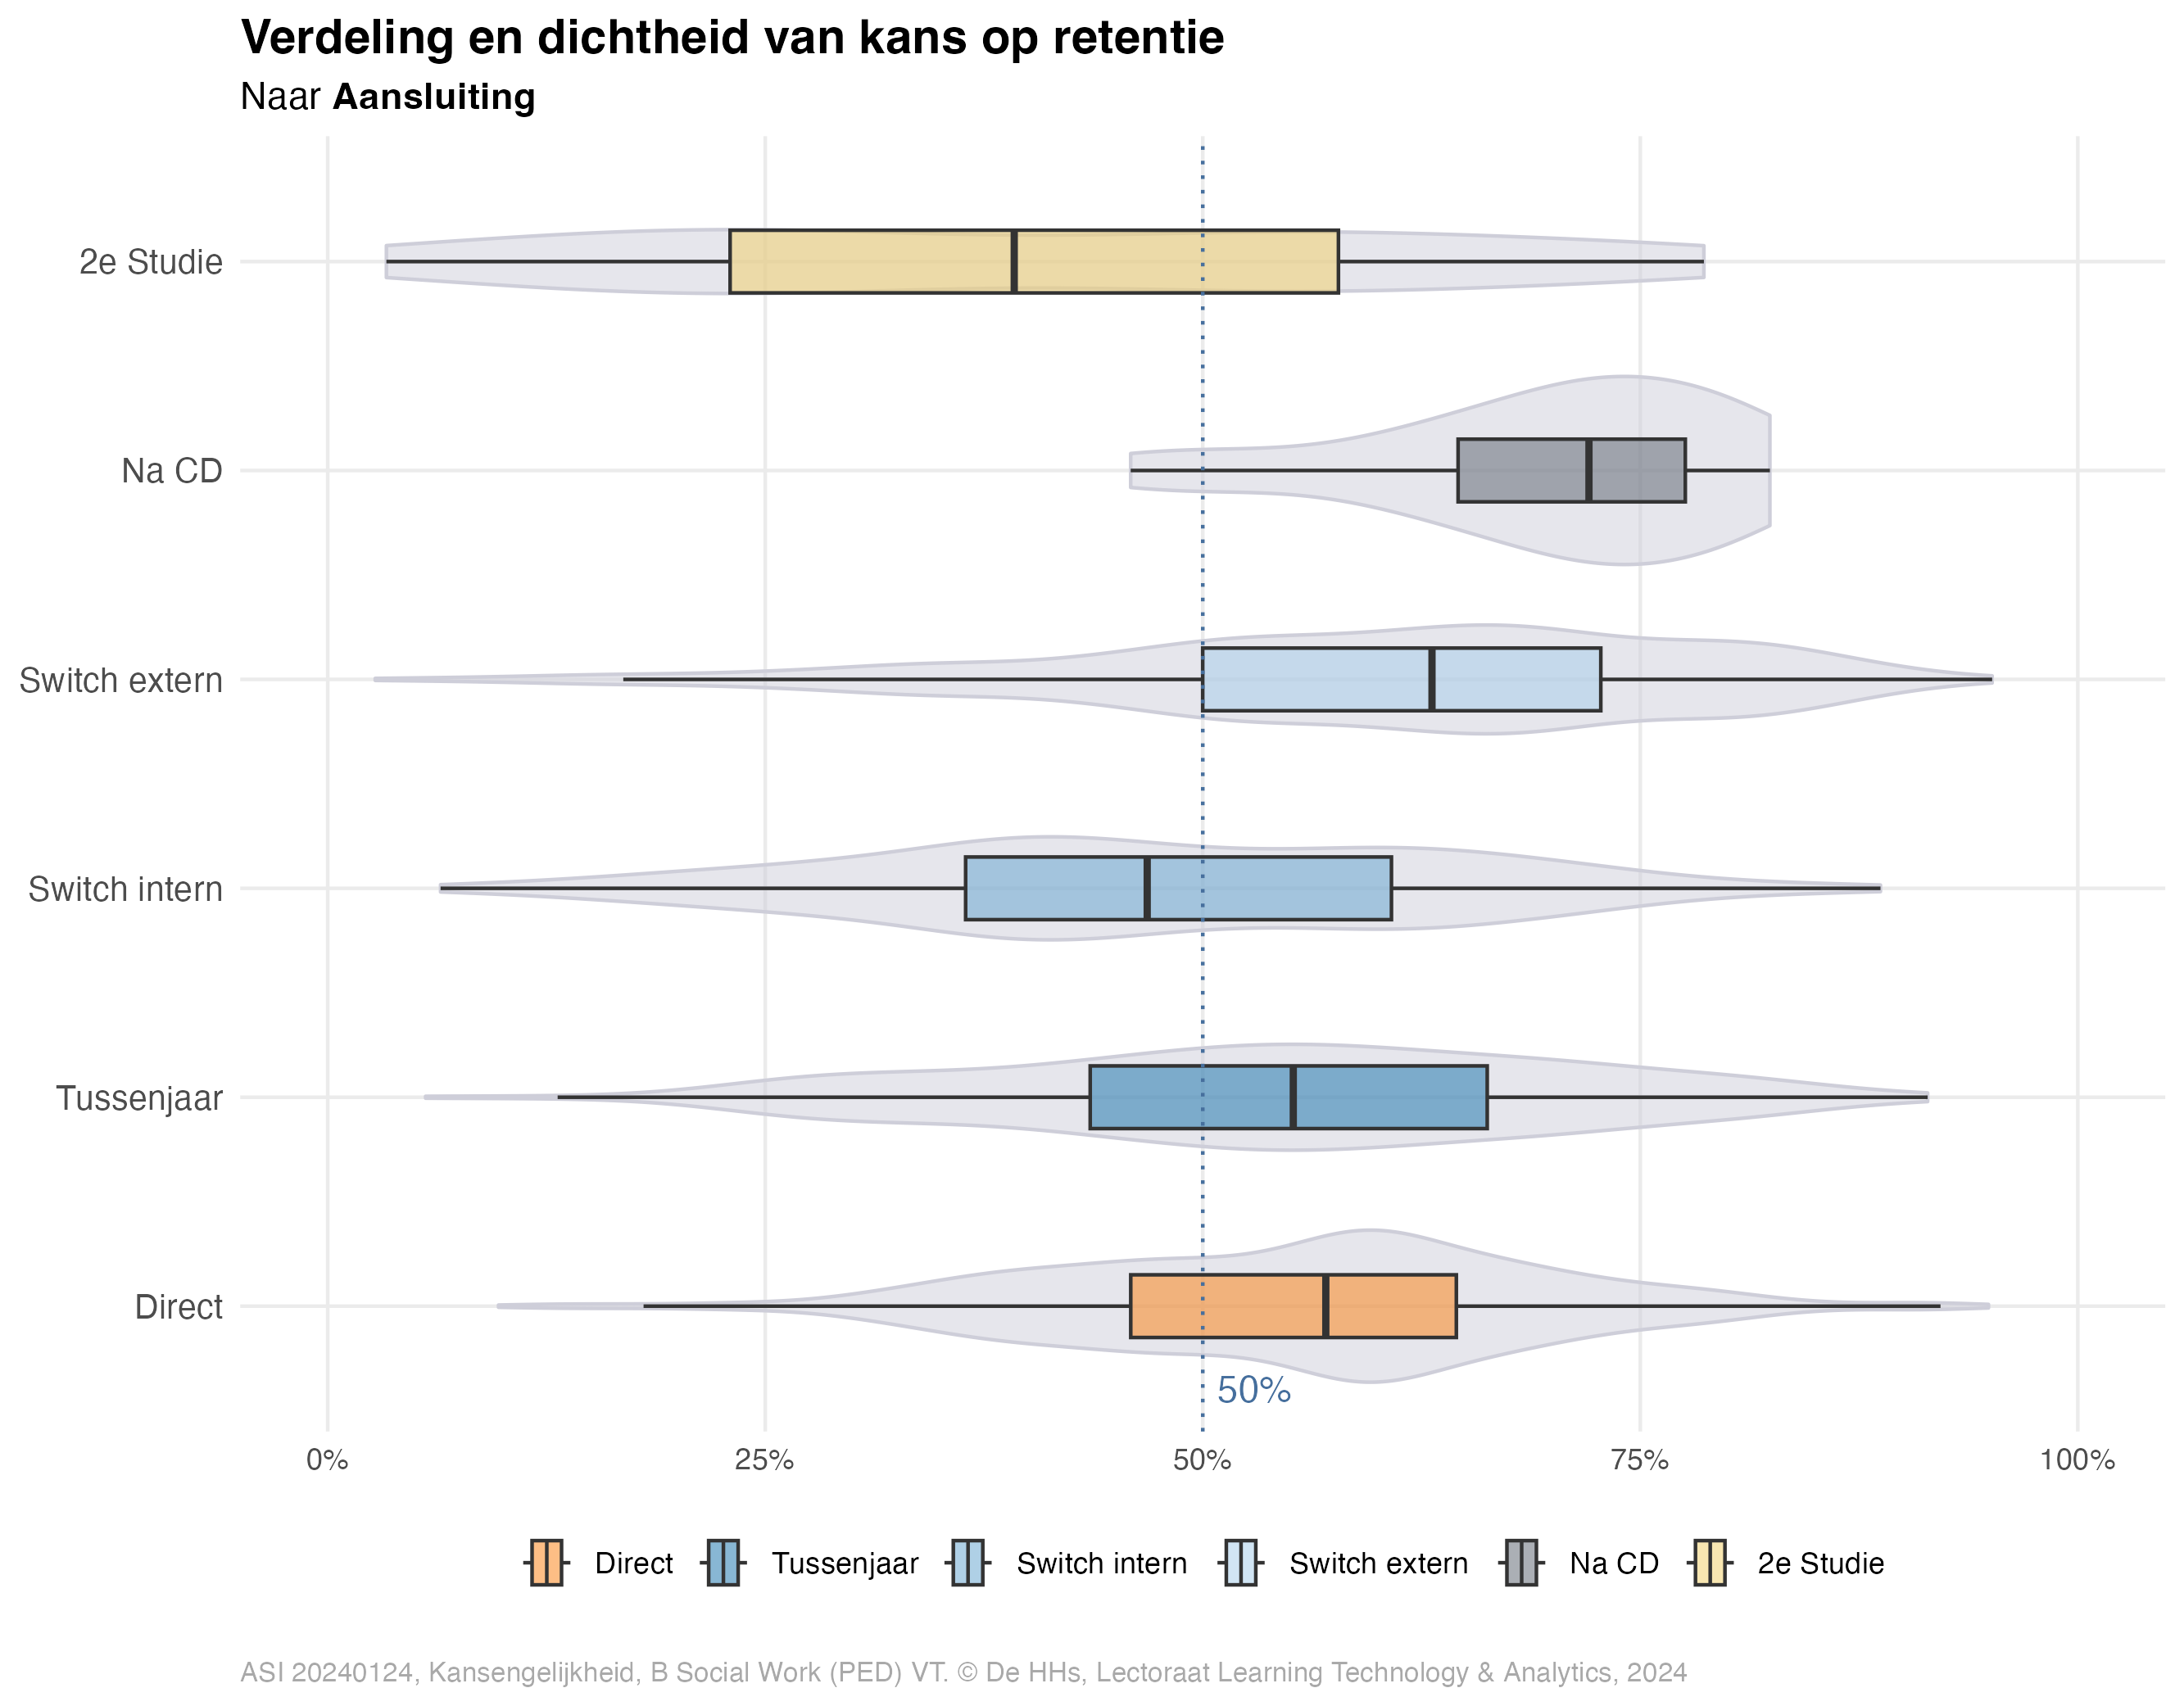 Verdeling en dichtheid van kans op retentie
Naar Aansluiting
2e Studie
Na CD
Switch extern
Switch intern
Tussenjaar
Direct
50%
0% 25% 50% 75% 100%
Direct Tussenjaar Switch intern Switch extern Na CD 2e Studie
ASI 20240124, Kansengelijkheid, B Social Work (PED) VT. © De HHs, Lectoraat Learning Technology & Analytics, 2024